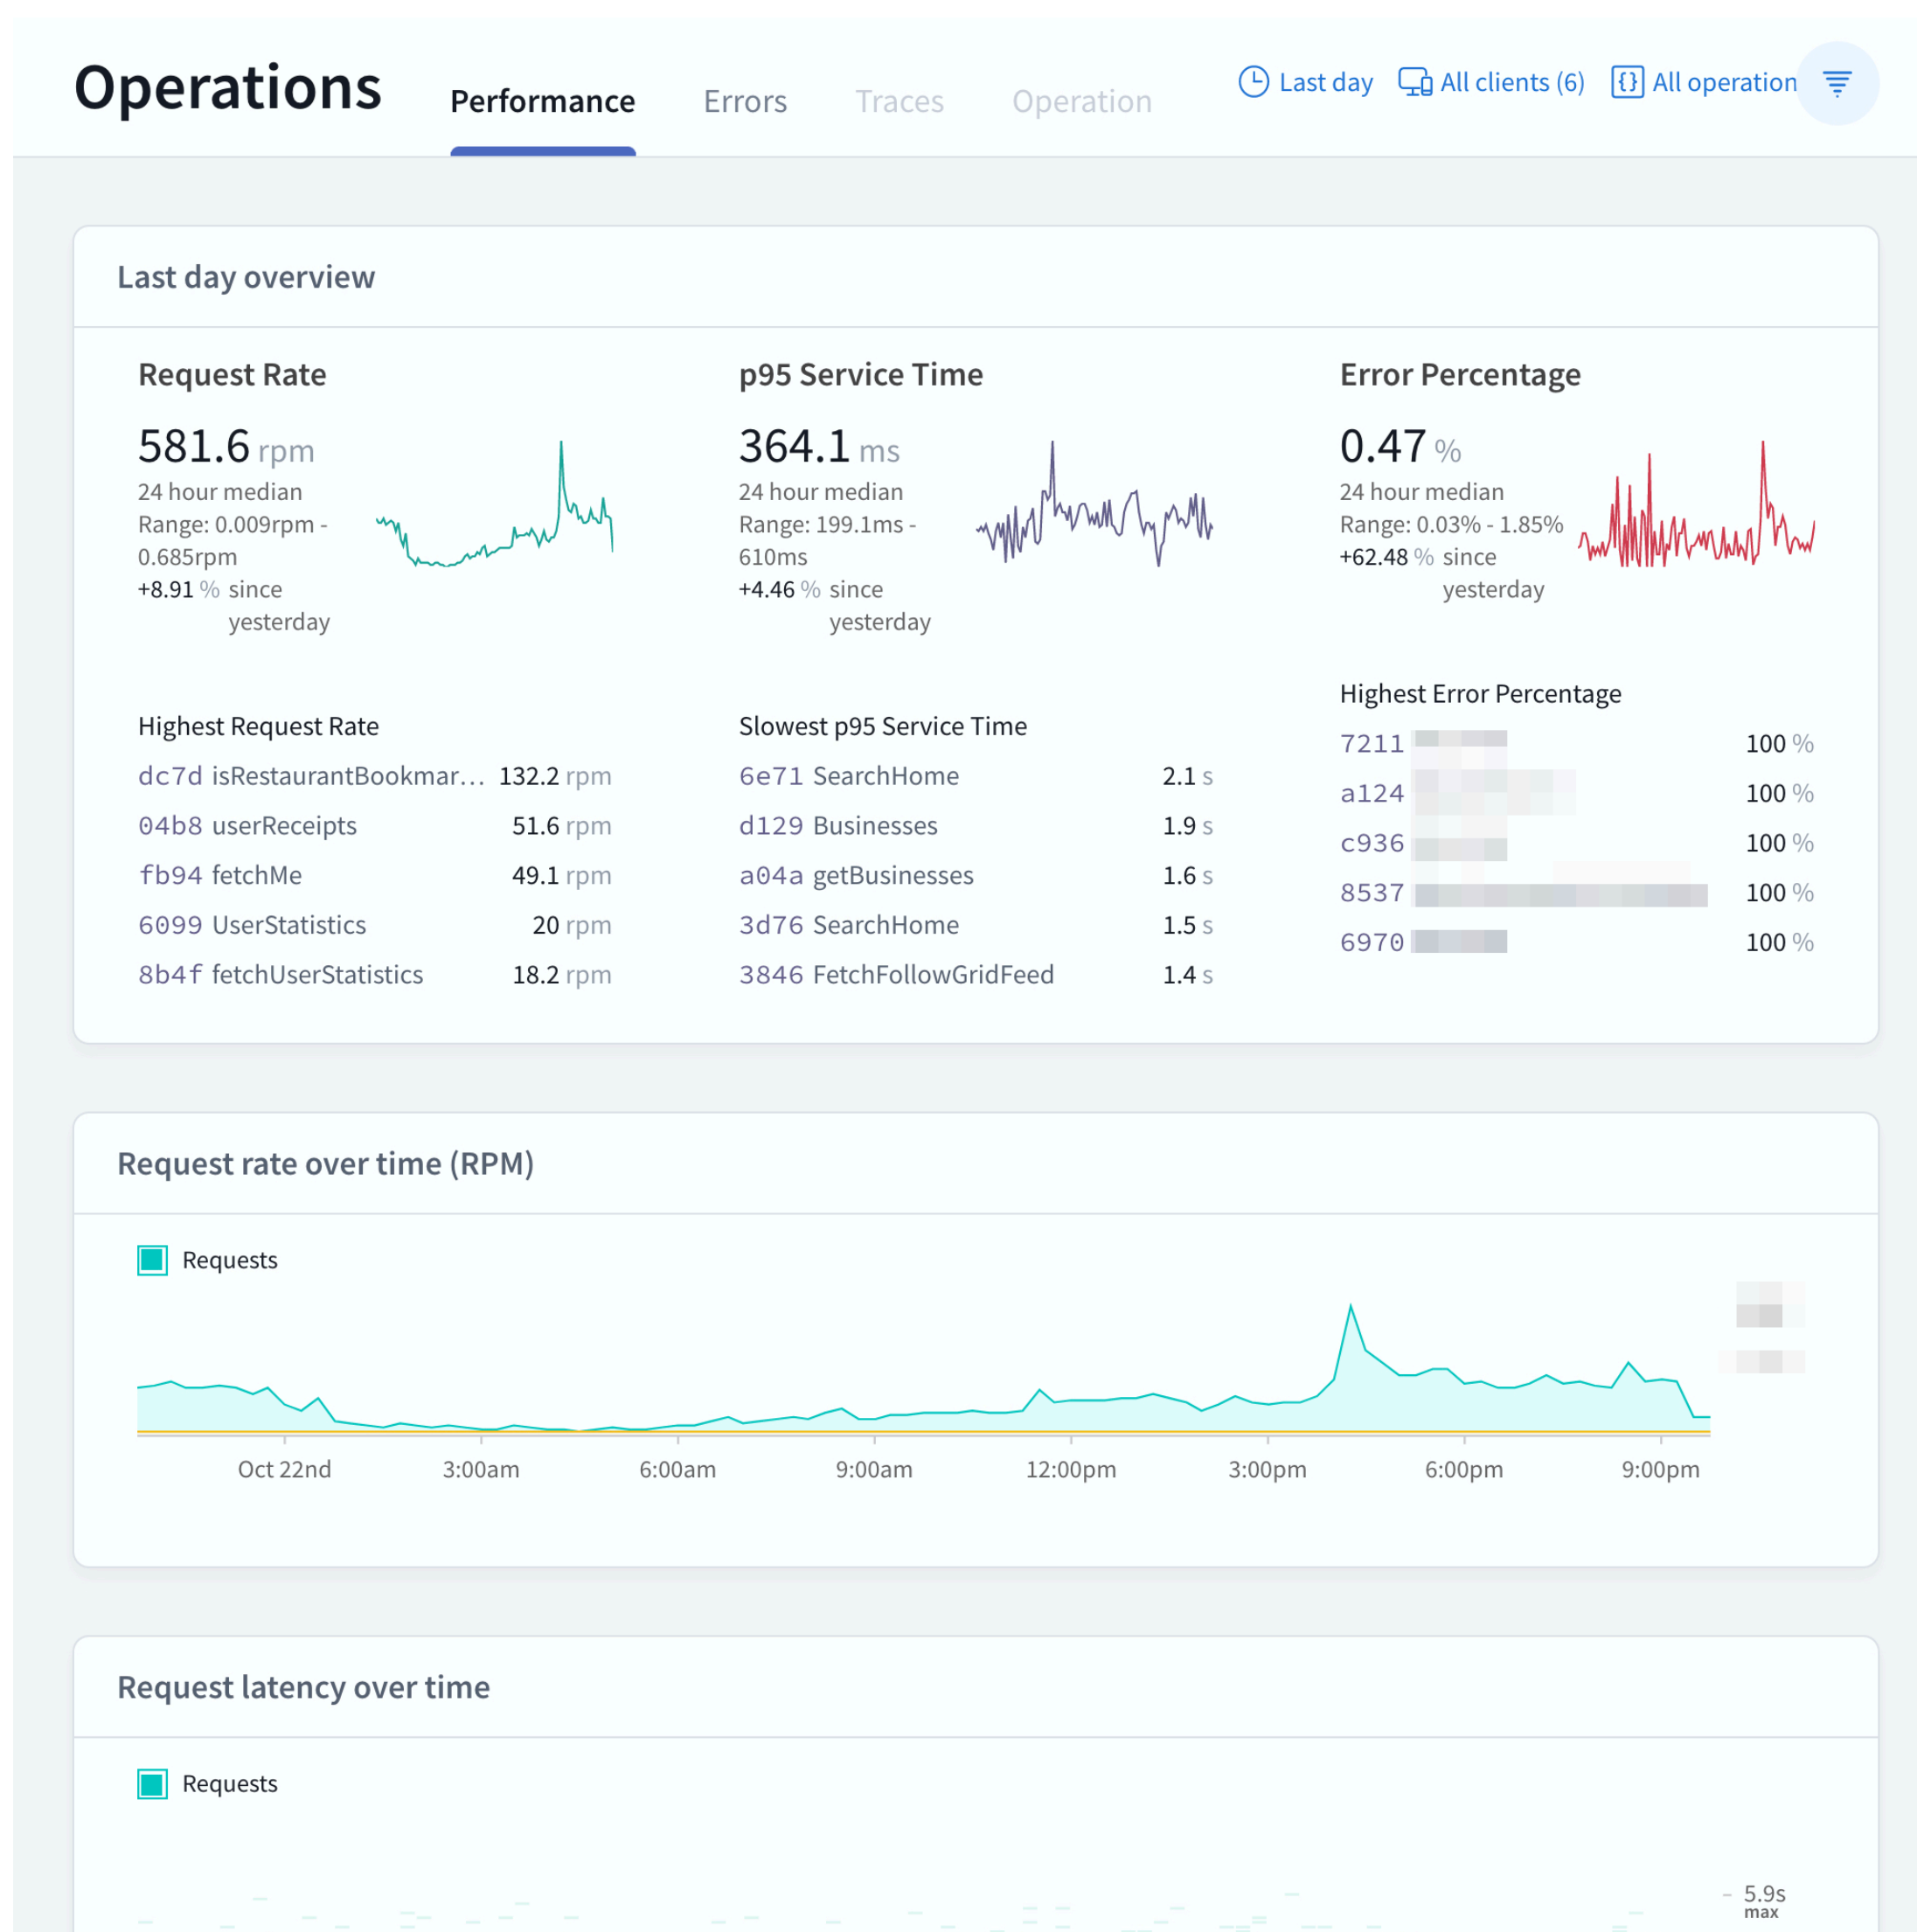 Operations
Performance
Errors
Traces
Operation
Last day
All clients (6)
All operation
Last day overview
Request Rate
581.6 rpm
24 hour median
Range: 0.009rpm -
0.685rpm
+8.91 % since
yesterday
Highest Request Rate
dc7d isRestaurantBookmar... 132.2 rpm
04b8 userReceipts 51.6 rpm
fb94 fetchMe 49.1 rpm
6099 UserStatistics 20 rpm
8b4f fetchUserStatistics 18.2 rpm
p95 Service Time
364.1 ms
24 hour median
Range: 199.1ms -
610ms
+4.46 % since
yesterday
Slowest p95 Service Time
6e71 SearchHome 2.1 s
d129 Businesses 1.9 s
a04a getBusinesses 1.6 s
3d76 SearchHome 1.5 s
3846 FetchFollowGridFeed 1.4 s
Error Percentage
0.47 %
24 hour median
Range: 0.03% - 1.85%
+62.48 % since
yesterday
Highest Error Percentage
7211 100 %
a124 100 %
c936 100 %
8537 100 %
6970 100 %
Request rate over time (RPM)
Requests
Oct 22nd 3:00am 6:00am 9:00am 12:00pm 3:00pm 6:00pm 9:00pm
Request latency over time
Requests
5.9s
max